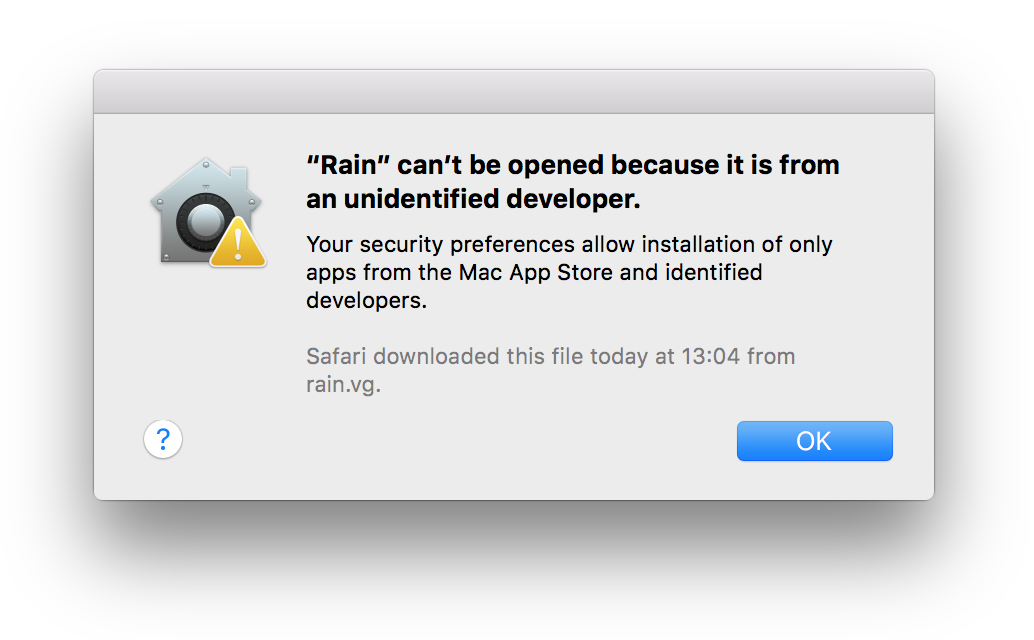 “Rain” can’t be opened because it is from
an unidentified developer.
Your security preferences allow installation of only
apps from the Mac App Store and identified
developers.
Safari downloaded this file today at 13:04 from
rain.vg.
?
OK